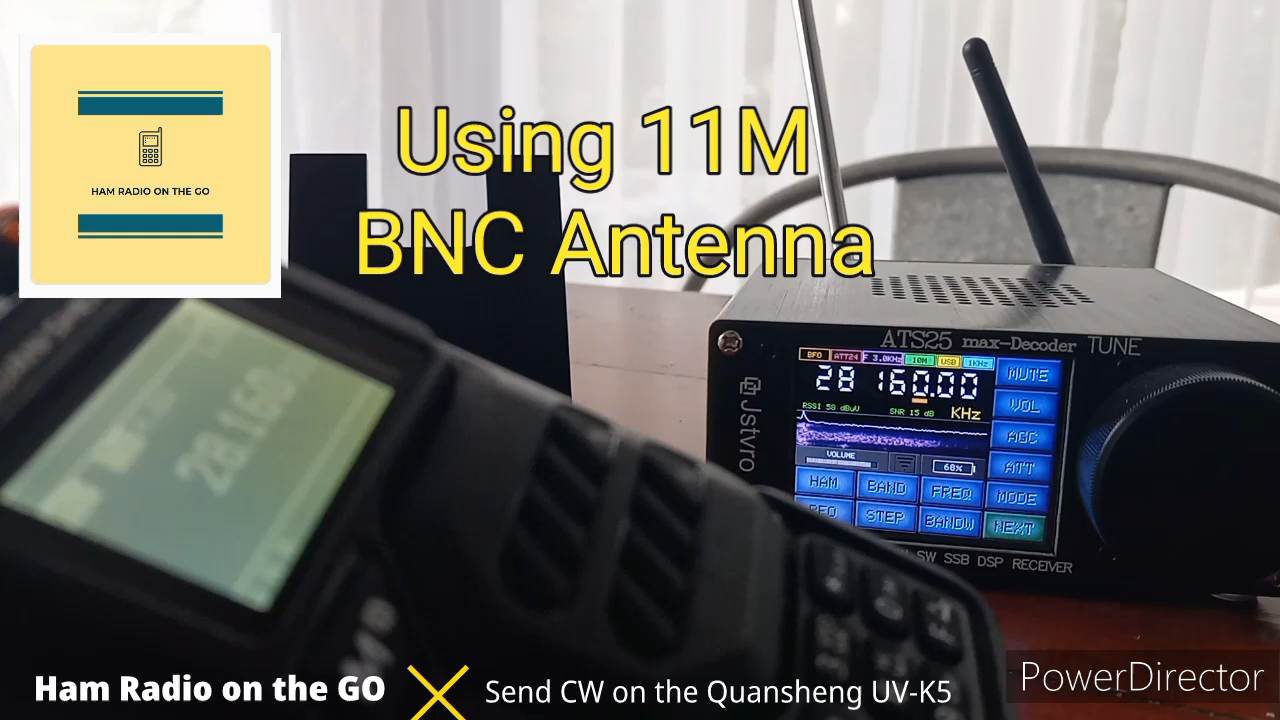 HAM RADIO ON THE GO
Using 11M
BNC Antenna
ATS25 max-Decoder TUNE
Jstvro
BFO ATT24 F 3.0KHz 10M USB 1KHz
28 160.00
KHz
RSSI 58 dBuV SNR 15 dB
VOLUME
68%
MUTE
VOL
AGC
ATT
HAM BAND FREQ MODE
STEP BANDW NEXT
SW SSB DSP RECEIVER
Ham Radio on the GO
Send CW on the Quansheng UV-K5
PowerDirector